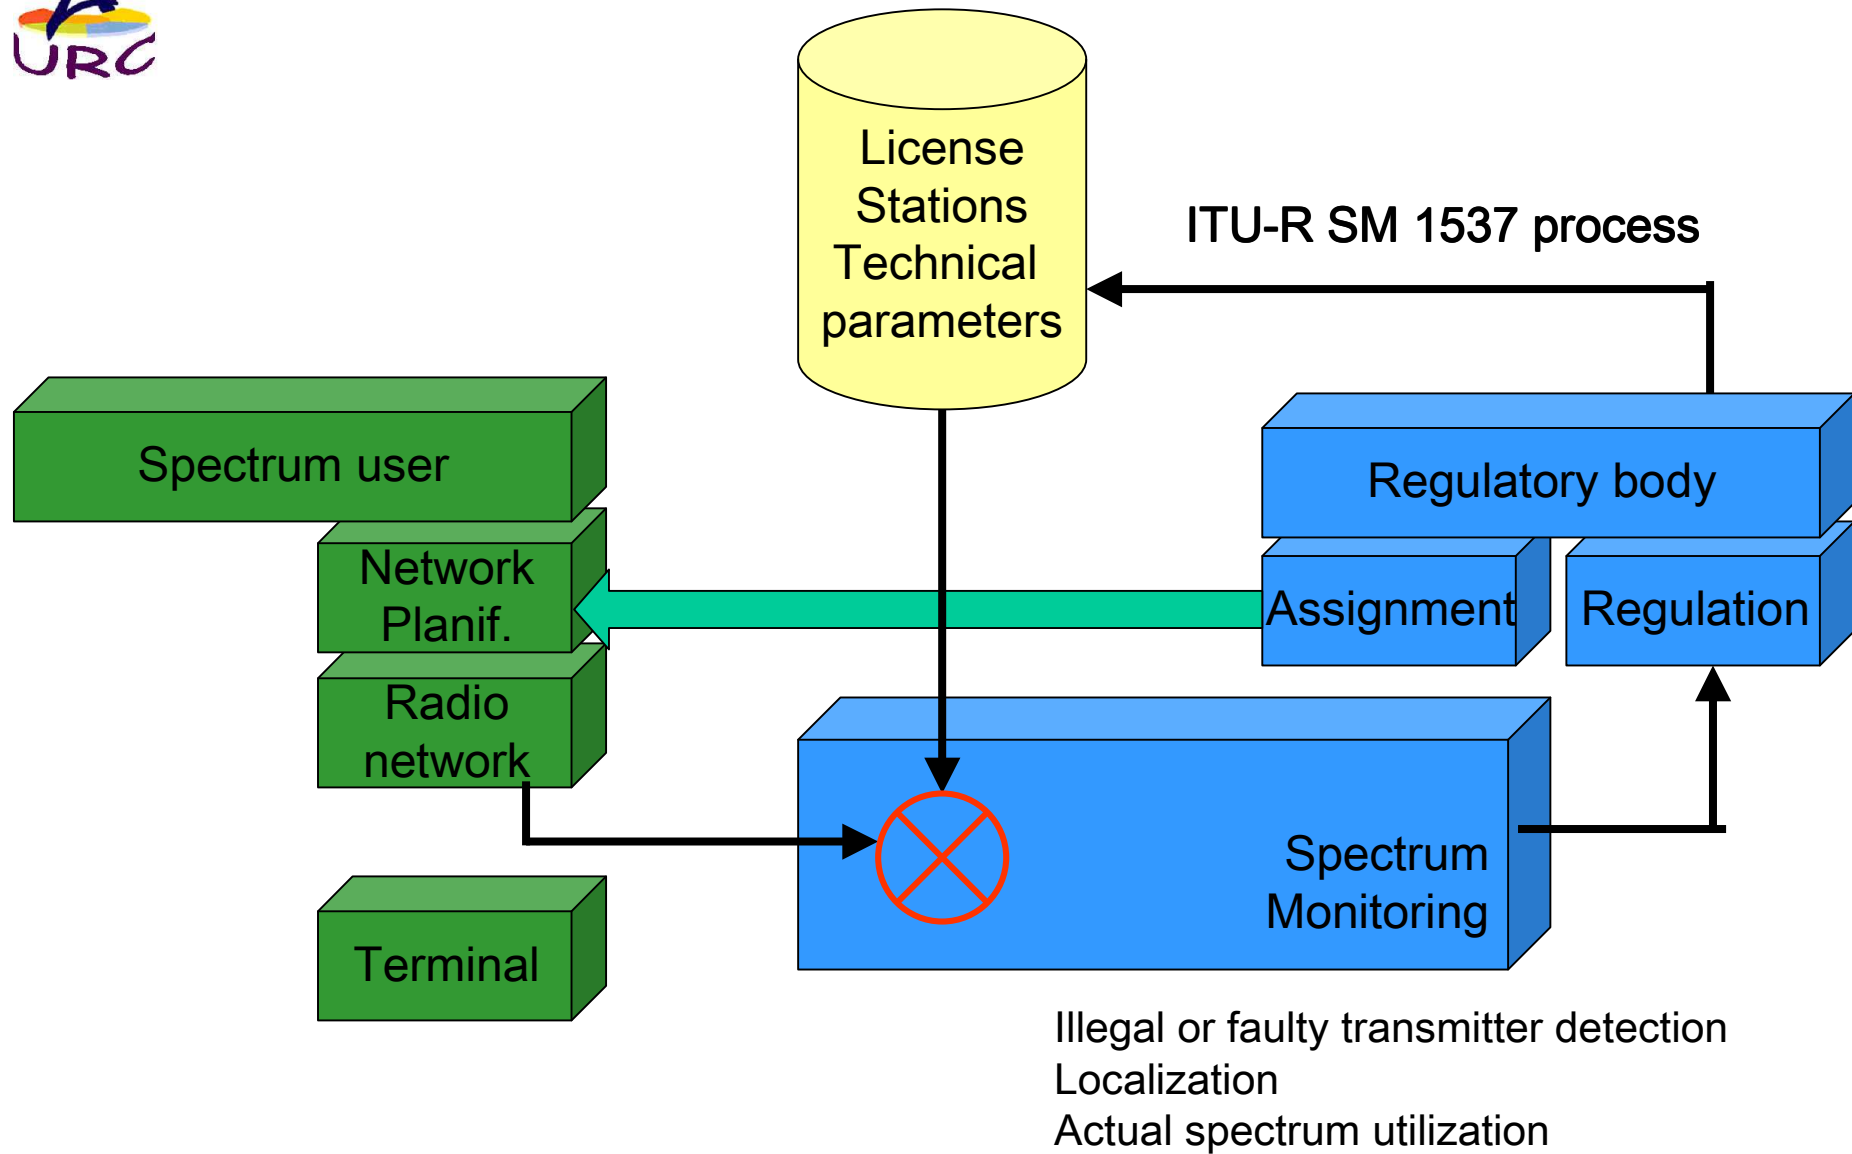 URC
License
Stations
Technical
parameters
ITU-R SM 1537 process
Spectrum user
Regulatory body
Network
Planif.
Assignment
Regulation
Radio
network
Spectrum
Monitoring
Terminal
Illegal or faulty transmitter detection
Localization
Actual spectrum utilization